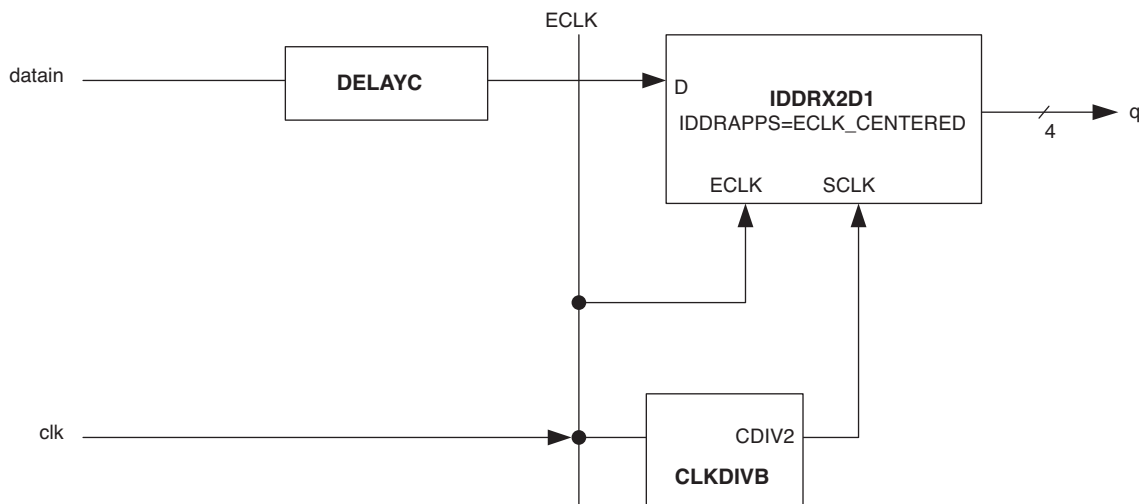 ECLK
datain
DELAYC
D
IDDRX2D1
IDDRAPPS=ECLK_CENTERED
q
4
ECLK
SCLK
clk
CDIV2
CLKDIVB